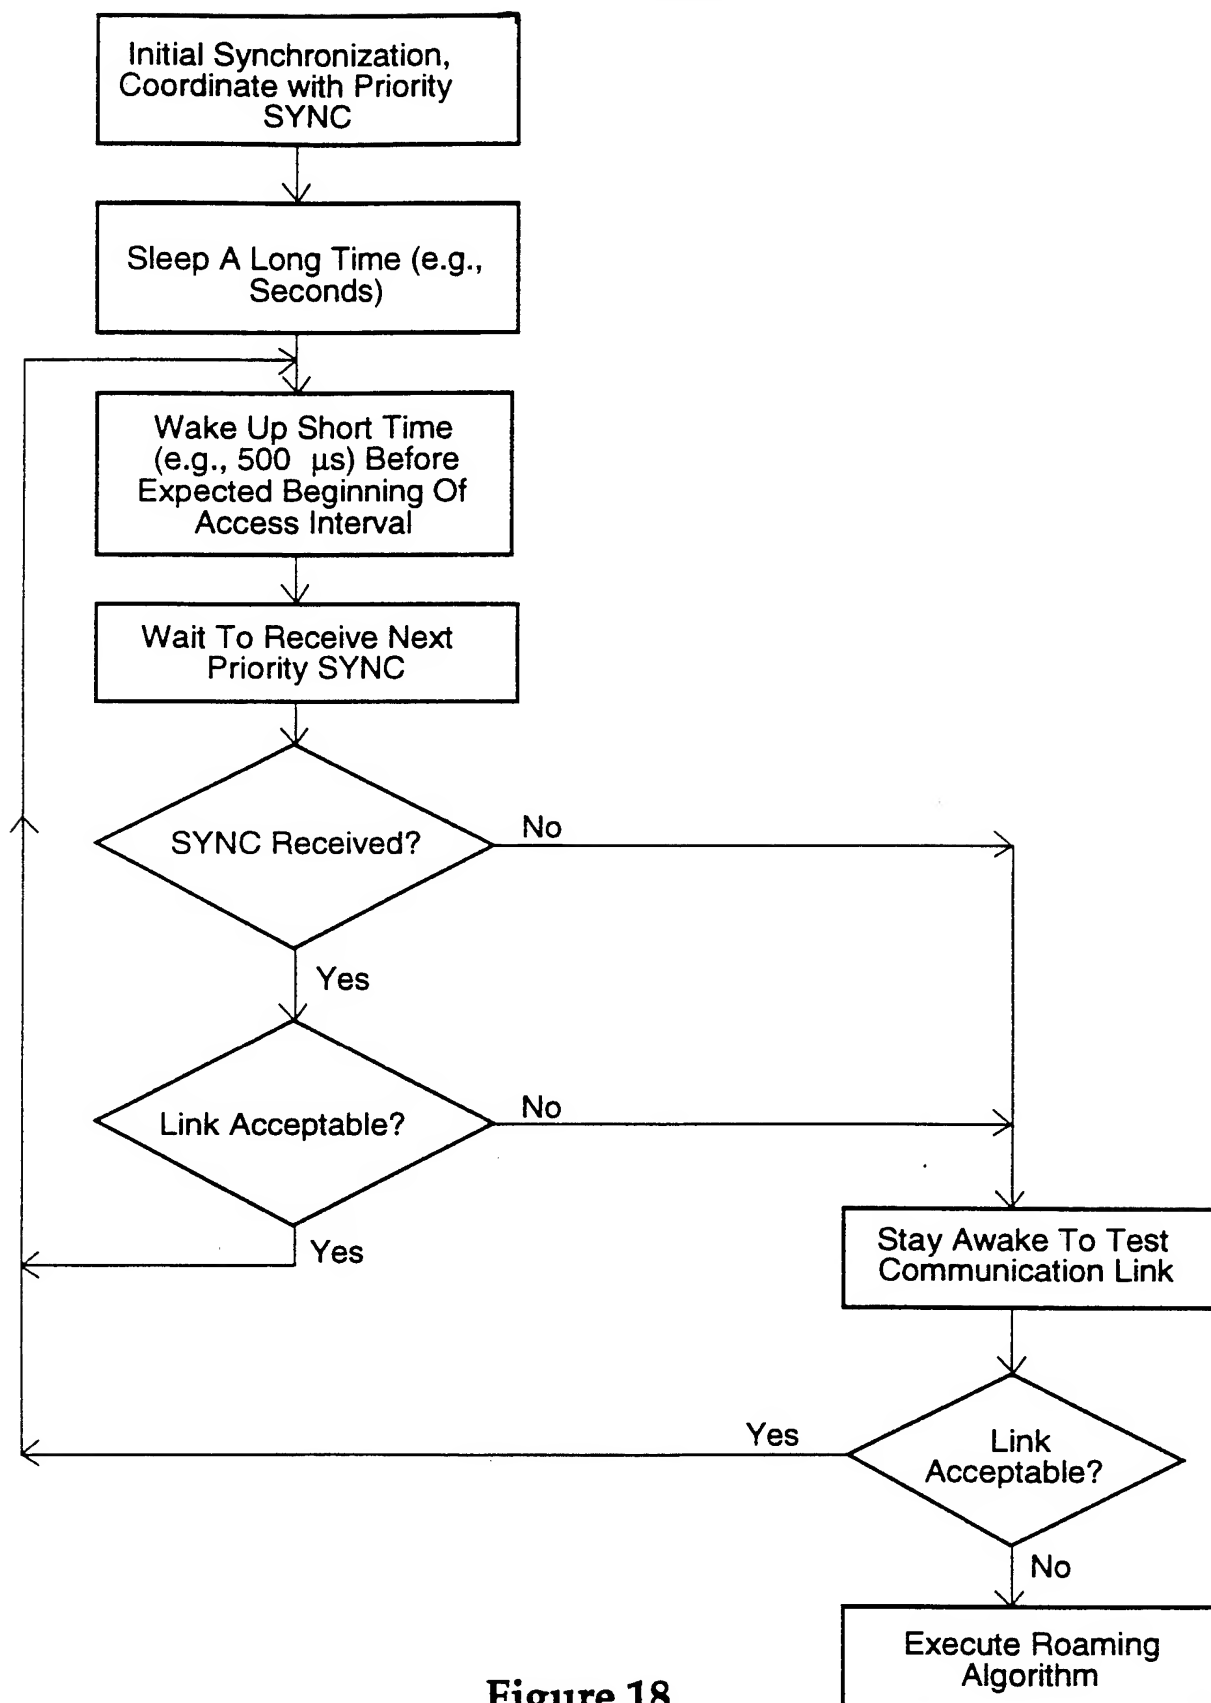 Initial Synchronization,
Coordinate with Priority
SYNC
Sleep A Long Time (e.g.,
Seconds)
Wake Up Short Time
(e.g., 500 µs) Before
Expected Beginning Of
Access Interval
Wait To Receive Next
Priority SYNC
SYNC Received?
No
Yes
Link Acceptable?
No
Yes
Stay Awake To Test
Communication Link
Link
Acceptable?
Yes
No
Execute Roaming
Algorithm
Figure 18